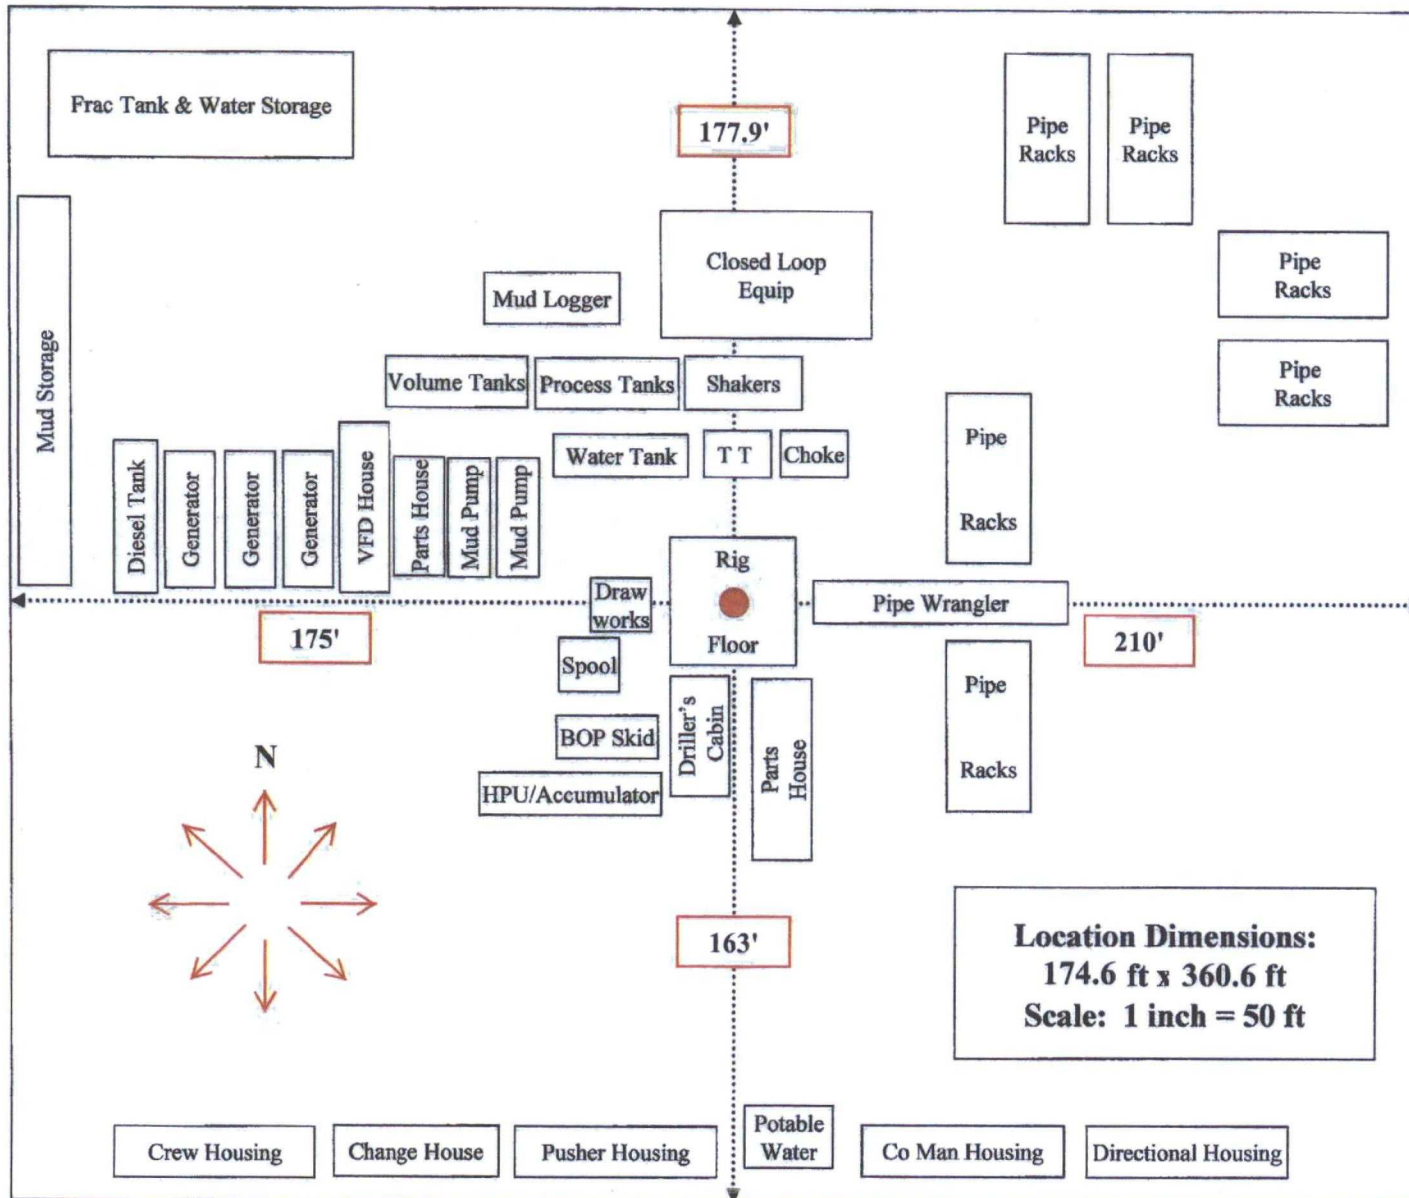 Frac Tank & Water Storage
177.9'
Pipe
Racks
Pipe
Racks
Closed Loop
Equip
Pipe
Racks
Mud Logger
Mud Storage
Volume Tanks
Process Tanks
Shakers
Pipe
Racks
Pipe
Racks
Water Tank
T T
Choke
Diesel Tank
Generator
Generator
Generator
VFD House
Parts House
Mud Pump
Mud Pump
Rig
Floor
Draw
works
Pipe Wrangler
175'
210'
Spool
Driller's
Cabin
Parts
House
Pipe
Racks
BOP Skid
HPU/Accumulator
N
163'
Location Dimensions:
174.6 ft x 360.6 ft
Scale: 1 inch = 50 ft
Crew Housing
Change House
Pusher Housing
Potable
Water
Co Man Housing
Directional Housing